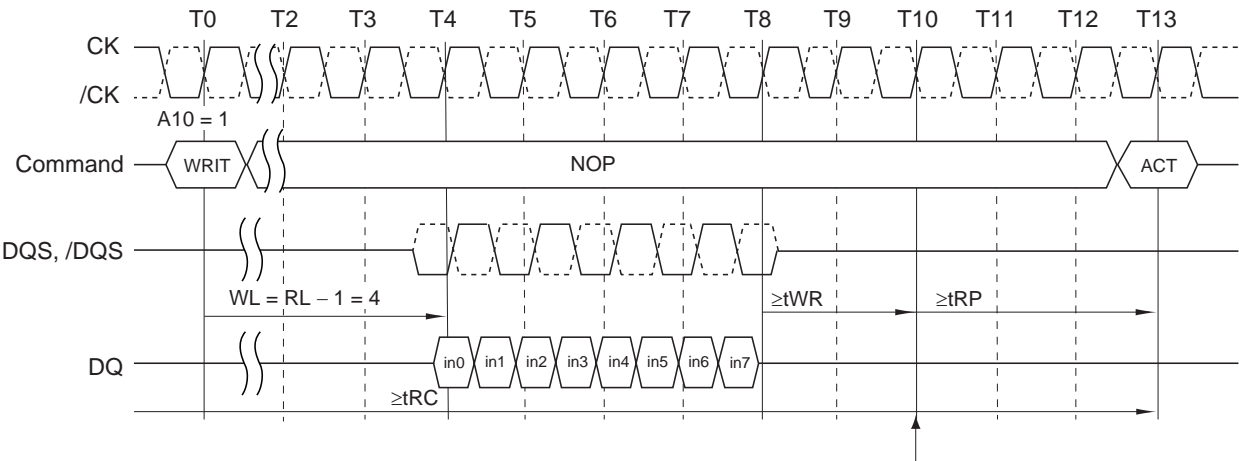 T0 T2 T3 T4 T5 T6 T7 T8 T9 T10 T11 T12 T13
CK
/CK
A10 = 1
Command WRIT NOP ACT
DQS, /DQS
WL = RL − 1 = 4 ≥tWR ≥tRP
DQ in0 in1 in2 in3 in4 in5 in6 in7
≥tRC